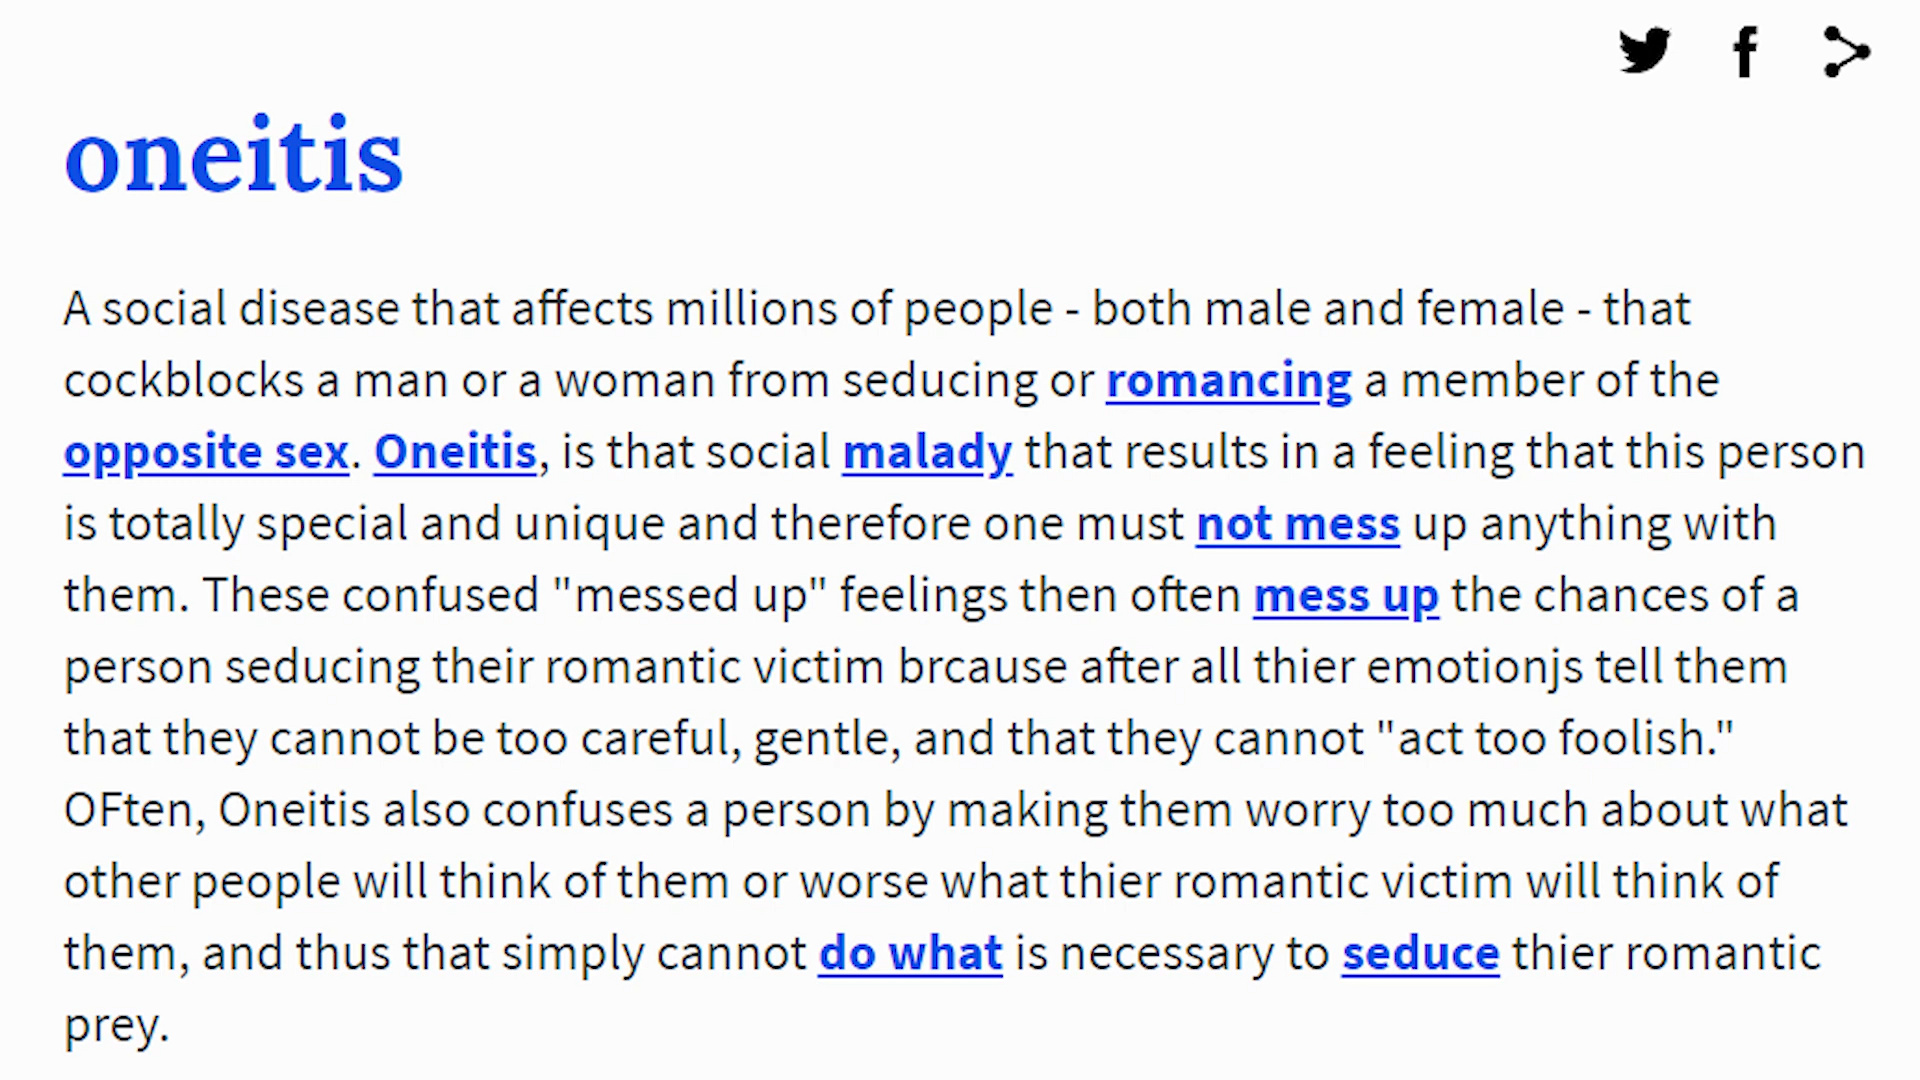 oneitis
A social disease that affects millions of people - both male and female - that
cockblocks a man or a woman from seducing or romancing a member of the
opposite sex. Oneitis, is that social malady that results in a feeling that this person
is totally special and unique and therefore one must not mess up anything with
them. These confused "messed up" feelings then often mess up the chances of a
person seducing their romantic victim brcause after all thier emotionjs tell them
that they cannot be too careful, gentle, and that they cannot "act too foolish."
OFten, Oneitis also confuses a person by making them worry too much about what
other people will think of them or worse what thier romantic victim will think of
them, and thus that simply cannot do what is necessary to seduce thier romantic
prey.